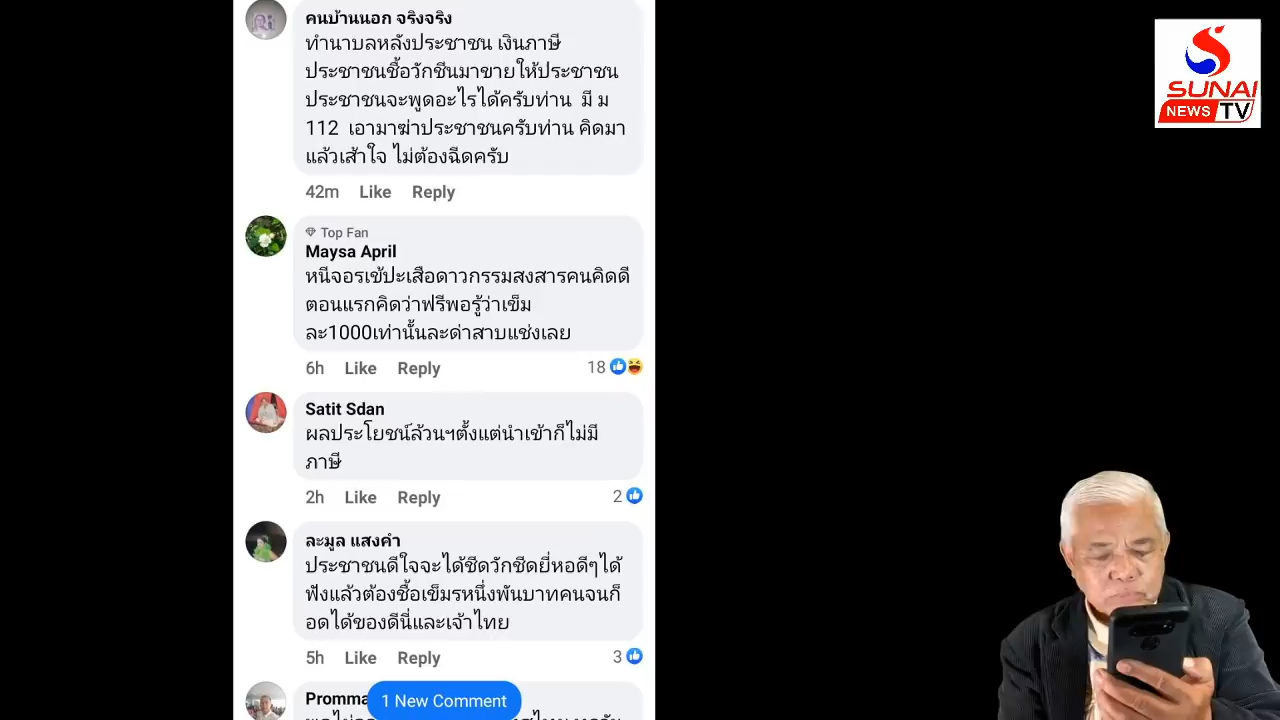 คนบ้านนอก จริงจริง
ทำนาบลหลังประชาชน เงินภาษี
ประชาชนซื้อวักชีนมาขายให้ประชาชน
ประชาชนจะพูดอะไรได้ครับท่าน มี ม
112 เอามาฆ่าประชาชนครับท่าน คิดมา
แล้วเส้าใจ ไม่ต้องฉีดครับ
42m Like Reply
Top Fan
Maysa April
หนีจอรเข้ปะเสือดาวกรรมสงสารคนคิดดี
ตอนแรกคิดว่าฟรีพอรู้ว่าเข็ม
ละ1000เท่านั้นละด่าสาบแช่งเลย
6h Like Reply 18
Satit Sdan
ผลประโยชน์ล้วนฯตั้งแต่นำเข้าก็ไม่มี
ภาษี
2h Like Reply 2
ละมูล แสงคำ
ประชาชนดีใจจะได้ชีดวักชีดยี่หอดีๆได้
ฟังแล้วต้องซื้อเข็มรหนึ่งพันบาทคนจนก็
อดได้ของดีนี่และเจ้าไทย
5h Like Reply 3
Promma
1 New Comment
SUNAI
NEWS TV